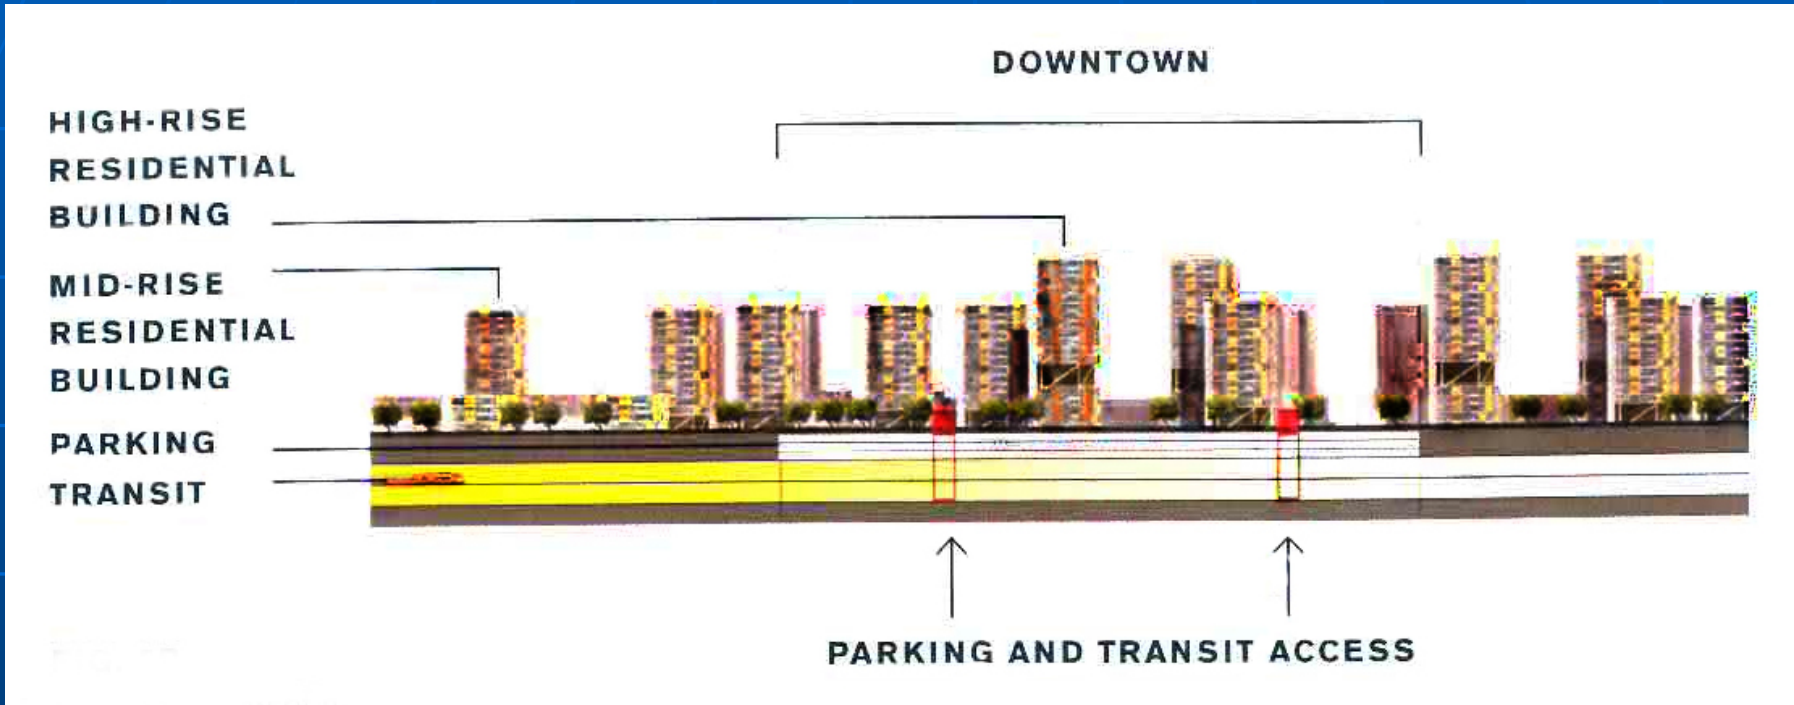 DOWNTOWN
HIGH-RISE
RESIDENTIAL
BUILDING
MID-RISE
RESIDENTIAL
BUILDING
PARKING
TRANSIT
PARKING AND TRANSIT ACCESS